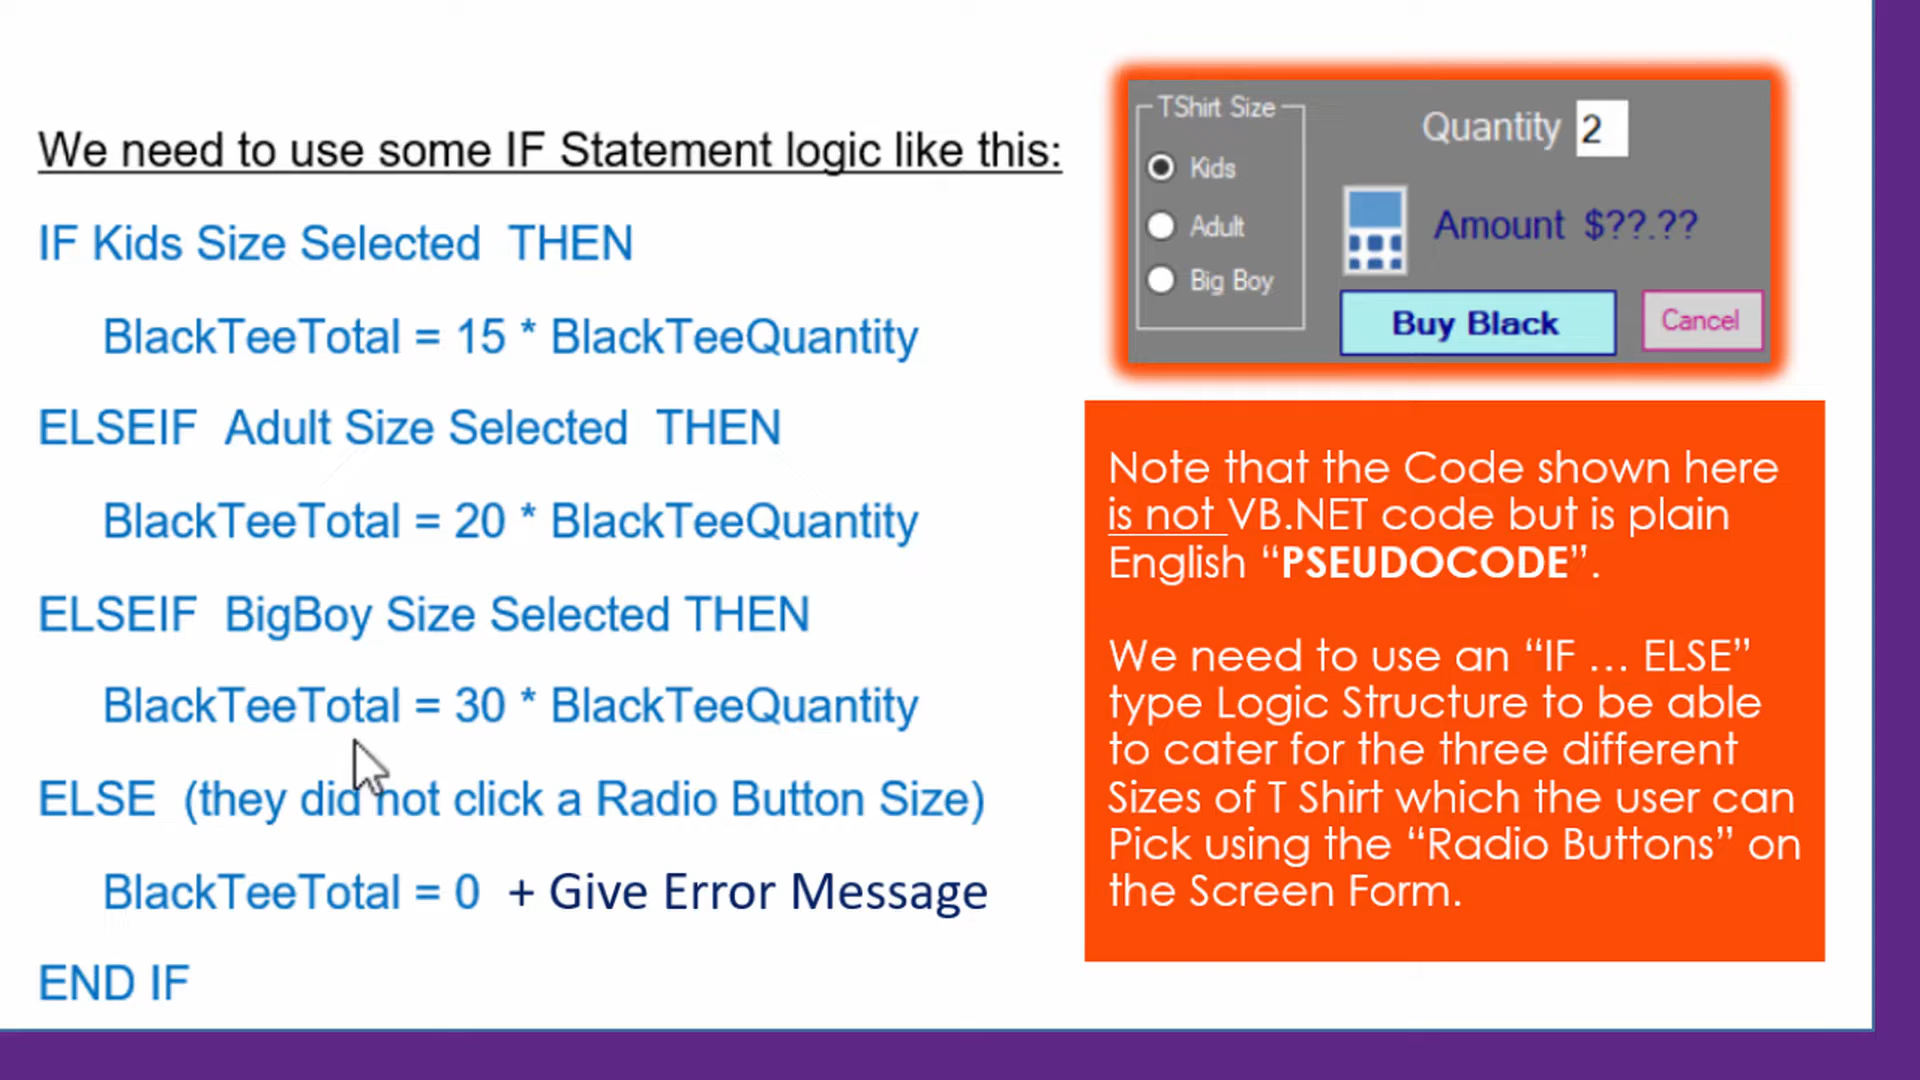 We need to use some IF Statement logic like this:
IF Kids Size Selected THEN
BlackTeeTotal = 15 * BlackTeeQuantity
ELSEIF Adult Size Selected THEN
BlackTeeTotal = 20 * BlackTeeQuantity
ELSEIF BigBoy Size Selected THEN
BlackTeeTotal = 30 * BlackTeeQuantity
ELSE (they did not click a Radio Button Size)
BlackTeeTotal = 0 + Give Error Message
END IF
TShirt Size
Kids
Adult
Big Boy
Quantity 2
Amount $??.??
Buy Black
Cancel
Note that the Code shown here
is not VB.NET code but is plain
English “PSEUDOCODE”.
We need to use an “IF … ELSE”
type Logic Structure to be able
to cater for the three different
Sizes of T Shirt which the user can
Pick using the “Radio Buttons” on
the Screen Form.